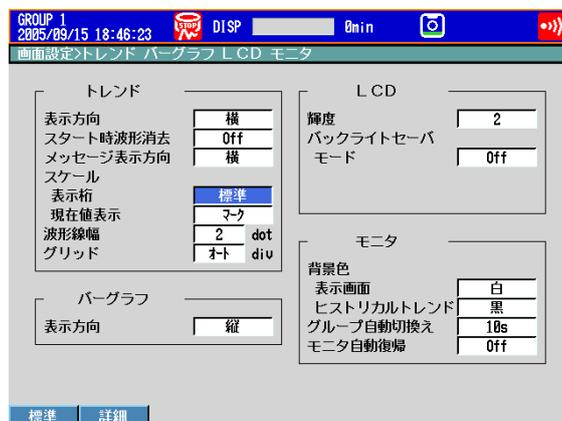 GROUP 1
2005/09/15 18:46:23
STOP
DISP
0min
画面設定>トレンド バーグラフ LCD モニタ
トレンド
表示方向 横
スタート時波形消去 Off
メッセージ表示方向 横
スケール
表示桁 標準
現在値表示 マーク
波形線幅 2 dot
グリッド オート div
バーグラフ
表示方向 縦
LCD
輝度 2
バックライトセーバ
モード Off
モニタ
背景色
表示画面 白
ヒストリカルトレンド 黒
グループ自動切換え 10s
モニタ自動復帰 Off
標準 詳細